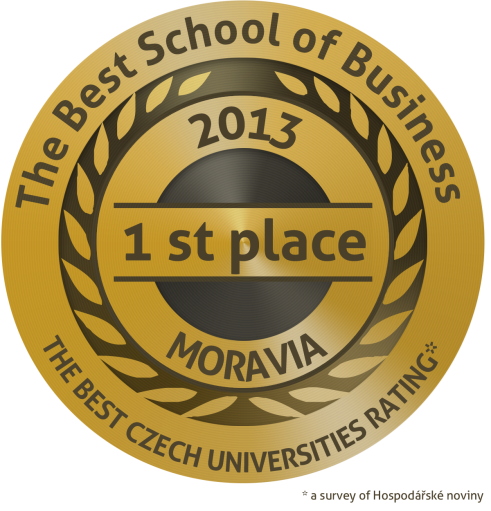 The Best School of Business
2013
1 st place
MORAVIA
THE BEST CZECH UNIVERSITIES RATING*
* a survey of Hospodářské noviny